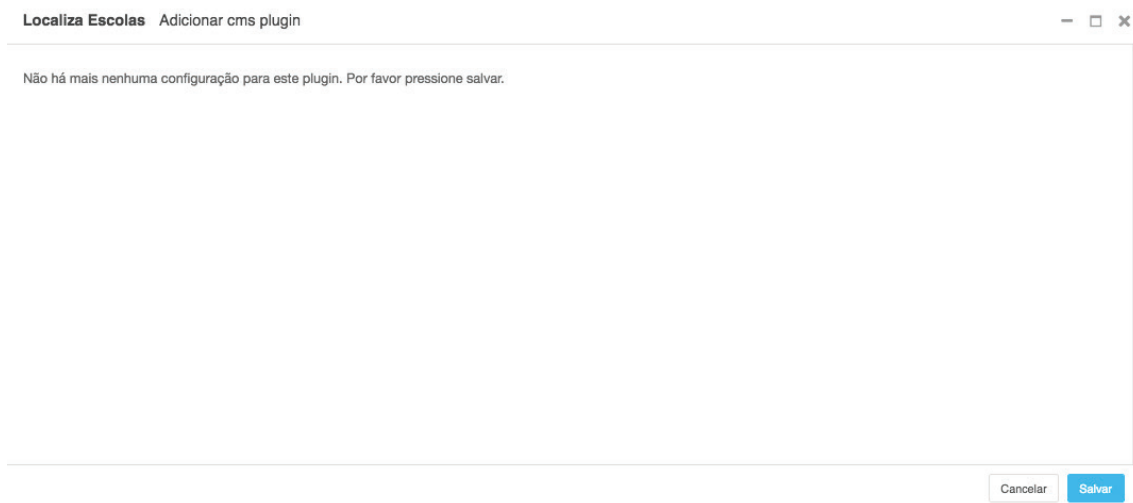 Localiza Escolas Adicionar cms plugin
Não há mais nenhuma configuração para este plugin. Por favor pressione salvar.
Cancelar Salvar